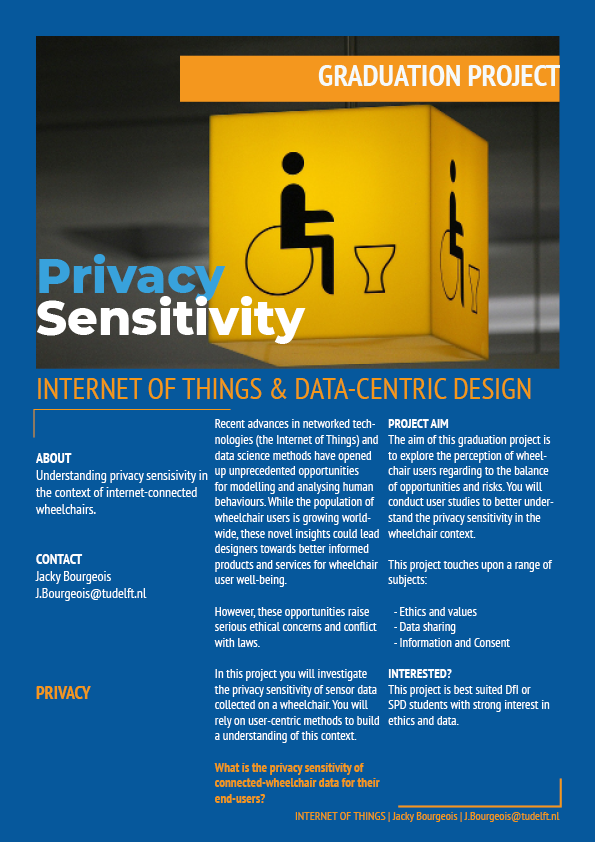 GRADUATION PROJECT
Privacy
Sensitivity
INTERNET OF THINGS & DATA-CENTRIC DESIGN
ABOUT
Understanding privacy sensisivity in
the context of internet-connected
wheelchairs.
CONTACT
Jacky Bourgeois
J.Bourgeois@tudelft.nl
PRIVACY
Recent advances in networked tech-
nologies (the Internet of Things) and
data science methods have opened
up unprecedented opportunities
for modelling and analysing human
behaviours. While the population of
wheelchair users is growing world-
wide, these novel insights could lead
designers towards better informed
products and services for wheelchair
user well-being.
However, these opportunities raise
serious ethical concerns and conflict
with laws.
In this project you will investigate
the privacy sensitivity of sensor data
collected on a wheelchair. You will
rely on user-centric methods to build
a understanding of this context.
What is the privacy sensitivity of
connected-wheelchair data for their
end-users?
PROJECT AIM
The aim of this graduation project is
to explore the perception of wheel-
chair users regarding to the balance
of opportunities and risks. You will
conduct user studies to better under-
stand the privacy sensitivity in the
wheelchair context.
This project touches upon a range of
subjects:
- Ethics and values
- Data sharing
- Information and Consent
INTERESTED?
This project is best suited DfI or
SPD students with strong interest in
ethics and data.
INTERNET OF THINGS | Jacky Bourgeois | J.Bourgeois@tudelft.nl